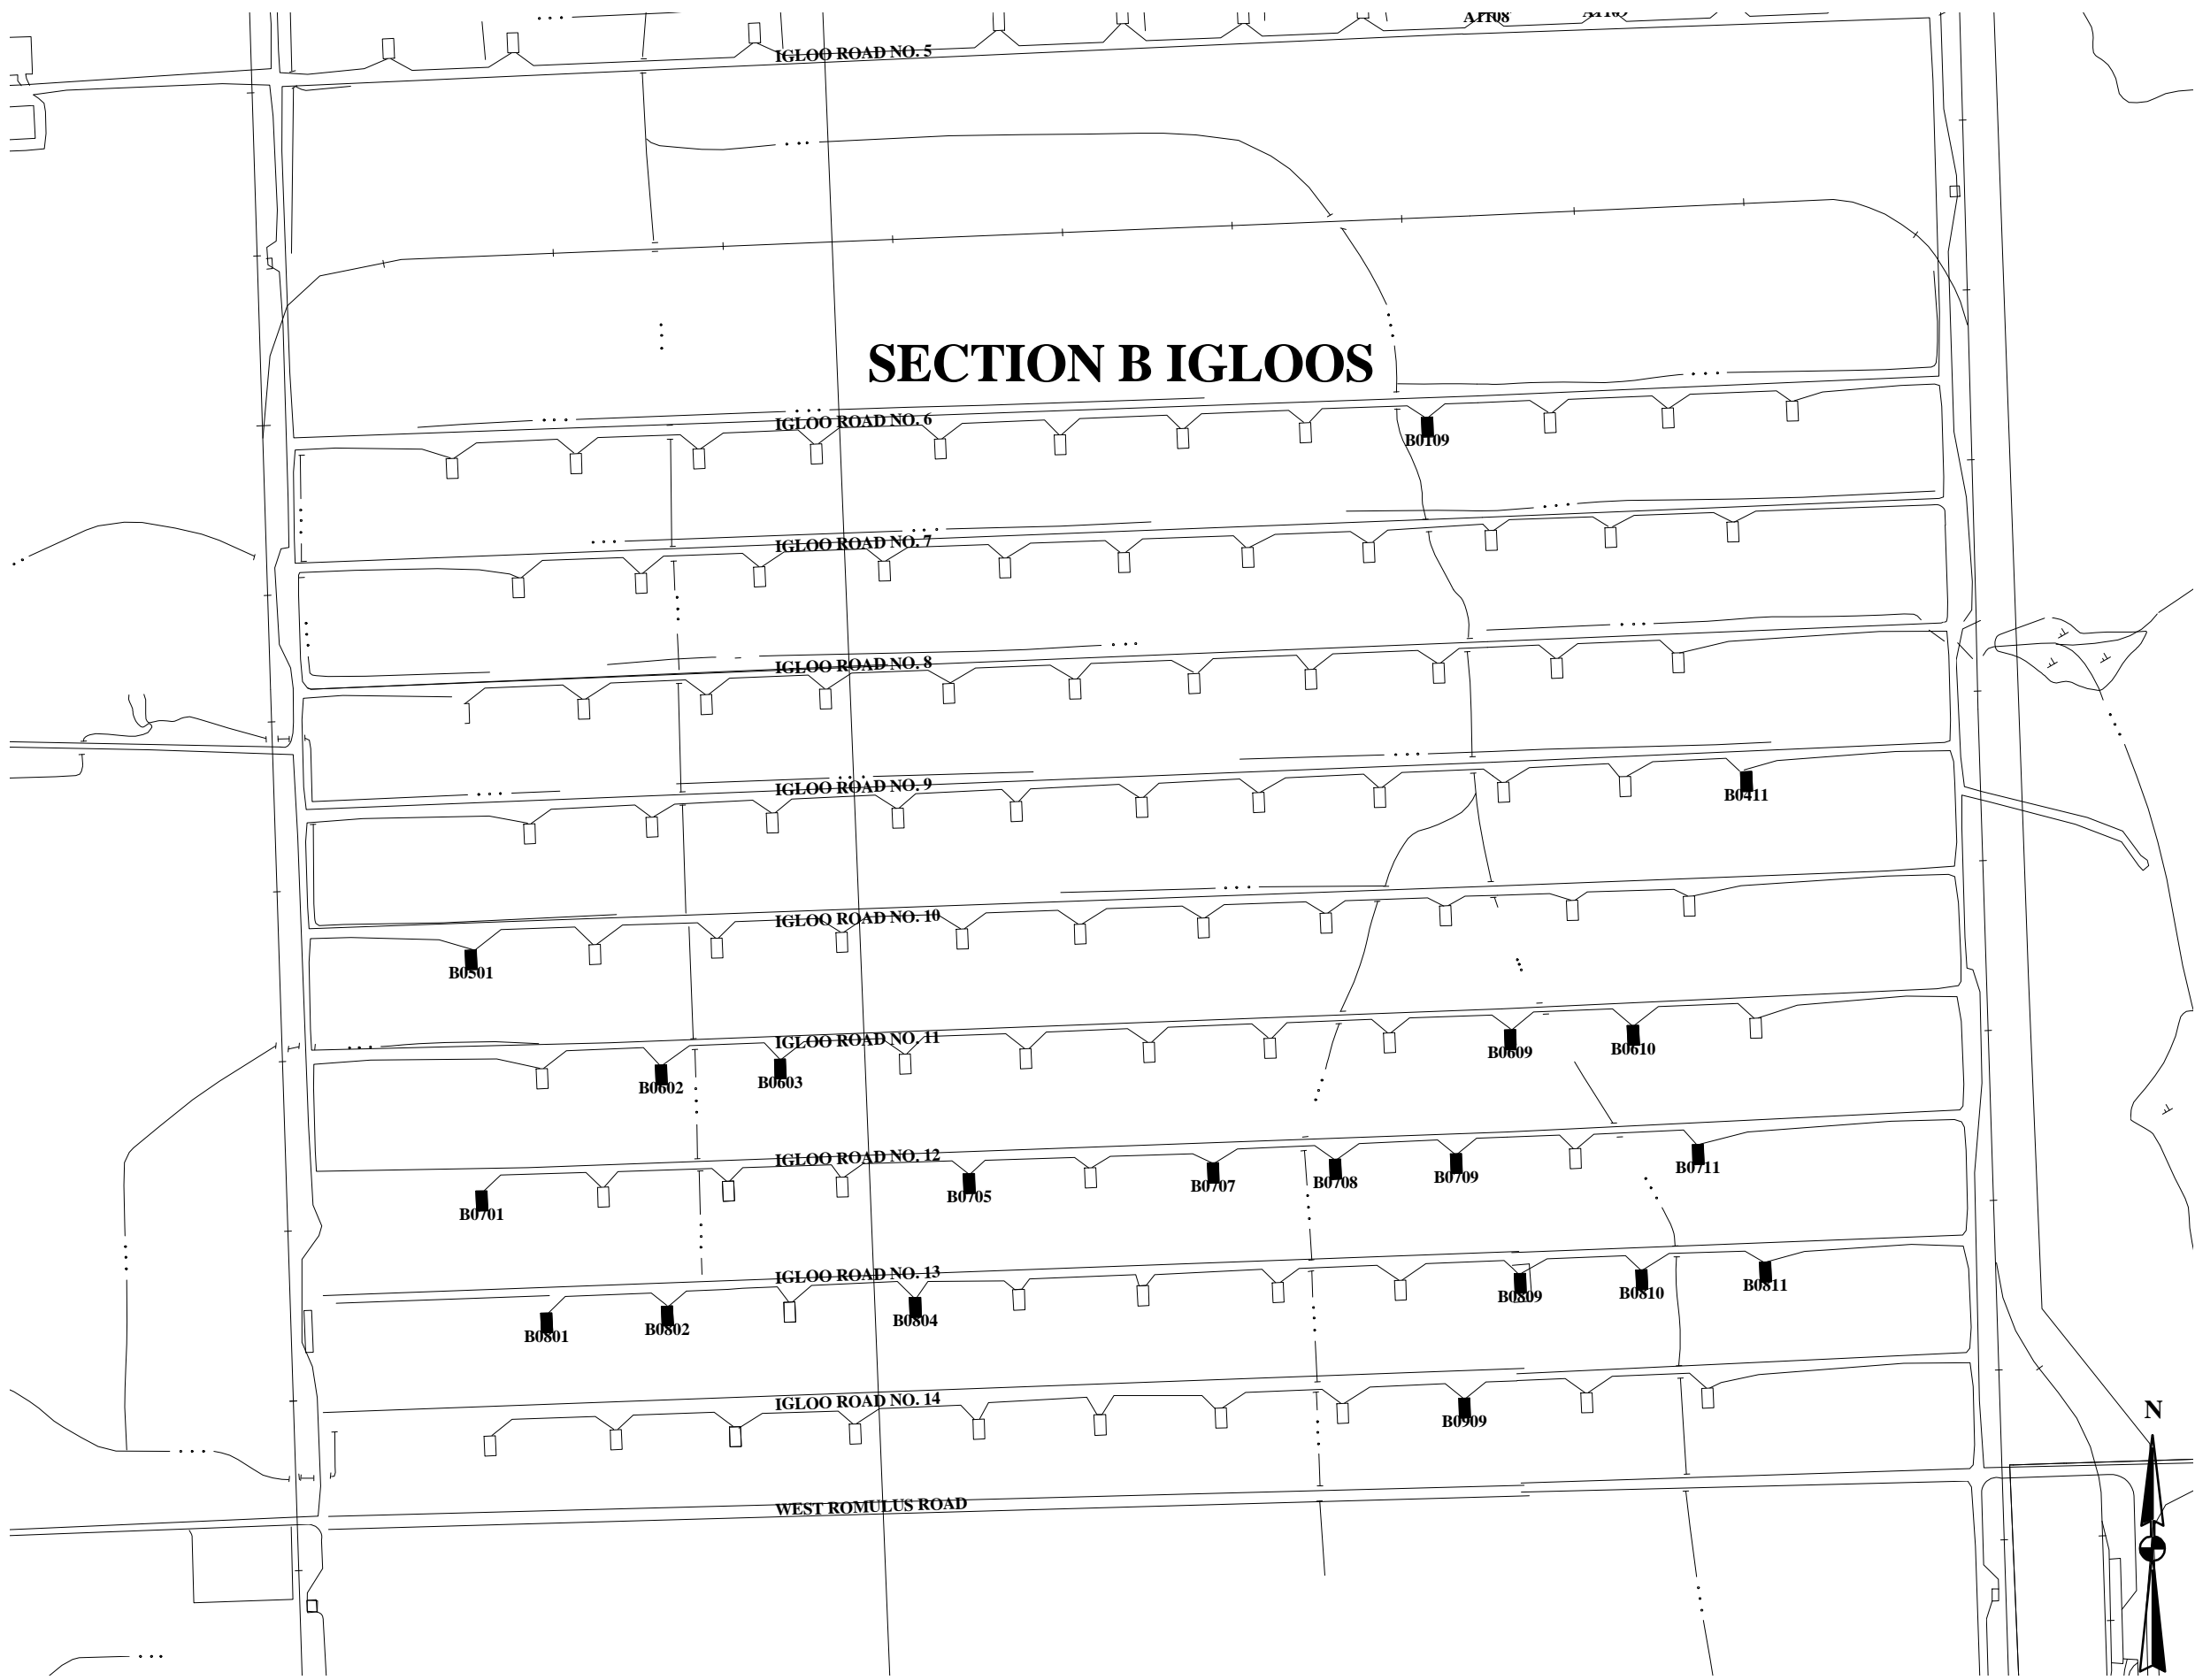 A1108
IGLOO ROAD NO. 5
SECTION B IGLOOS
IGLOO ROAD NO. 6
B0109
IGLOO ROAD NO. 7
IGLOO ROAD NO. 8
IGLOO ROAD NO. 9
B0411
IGLOO ROAD NO. 10
B0501
IGLOO ROAD NO. 11
B0609
B0610
B0602
B0603
IGLOO ROAD NO. 12
B0701
B0705
B0707
B0708
B0709
B0711
IGLOO ROAD NO. 13
B0801
B0802
B0804
B0809
B0810
B0811
IGLOO ROAD NO. 14
B0909
N
WEST ROMULUS ROAD